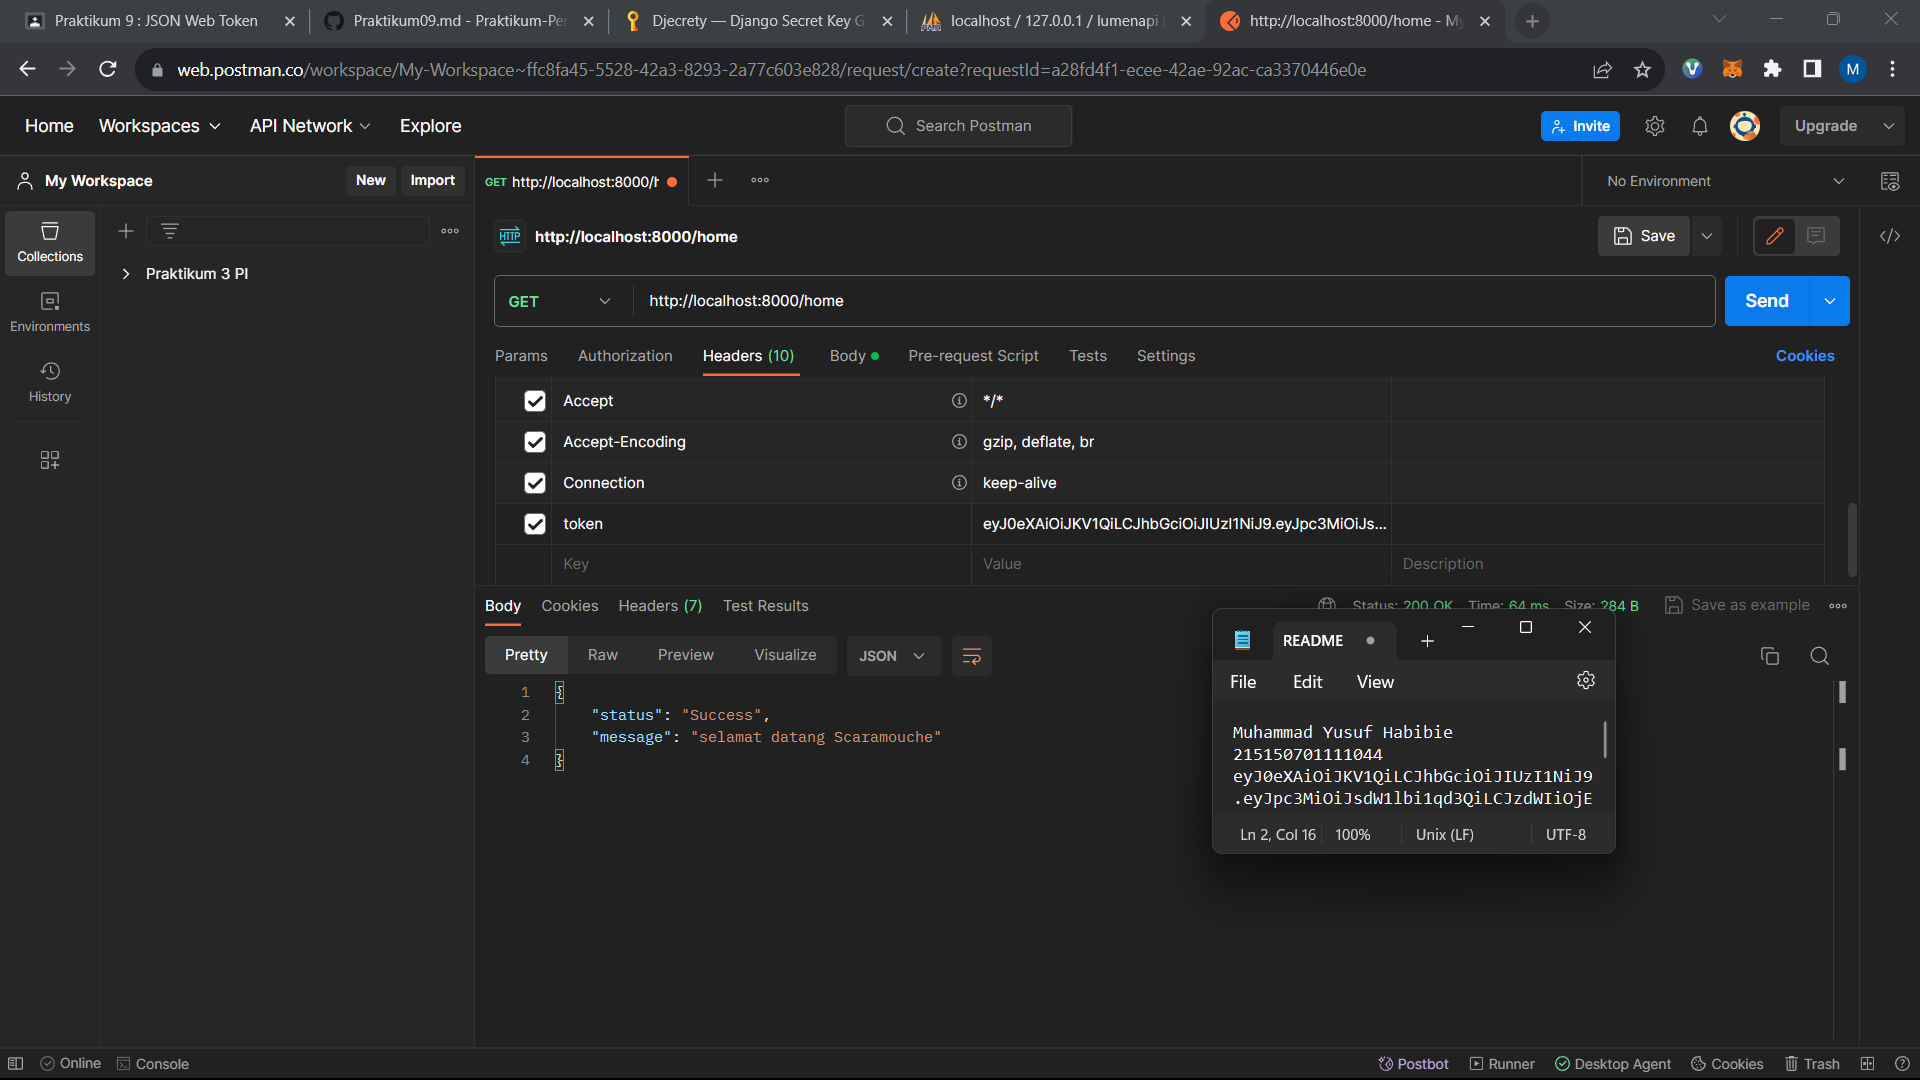 Praktikum 9 : JSON Web Token
Praktikum09.md - Praktikum-Per
Djecrety — Django Secret Key G
localhost / 127.0.0.1 / lumenapi
http://localhost:8000/home - My
web.postman.co/workspace/My-Workspace~ffc8fa45-5528-42a3-8293-2a77c603e828/request/create?requestId=a28fd4f1-ecee-42ae-92ac-ca3370446e0e
M
Home
Workspaces
API Network
Explore
Search Postman
Invite
Upgrade
My Workspace
New
Import
GET http://localhost:8000/h
No Environment
Collections
Environments
History
Praktikum 3 PI
HTTP
http://localhost:8000/home
Save
GET
http://localhost:8000/home
Send
Params
Authorization
Headers (10)
Body
Pre-request Script
Tests
Settings
Cookies
Accept
*/*
Accept-Encoding
gzip, deflate, br
Connection
keep-alive
token
eyJ0eXAiOiJKV1QiLCJhbGciOiJIUzI1NiJ9.eyJpc3MiOiJs...
Key
Value
Description
Body
Cookies
Headers (7)
Test Results
Status: 200 OK
Time: 64 ms
Size: 284 B
Save as example
Pretty
Raw
Preview
Visualize
JSON
1 {
2 "status": "Success",
3 "message": "selamat datang Scaramouche"
4 }
README
File
Edit
View
Muhammad Yusuf Habibie
215150701111044
eyJ0eXAiOiJKV1QiLCJhbGciOiJIUzI1NiJ9
.eyJpc3MiOiJsdW1lbi1qd3QiLCJzdWIiOjE
Ln 2, Col 16
100%
Unix (LF)
UTF-8
Online
Console
Postbot
Runner
Desktop Agent
Cookies
Trash